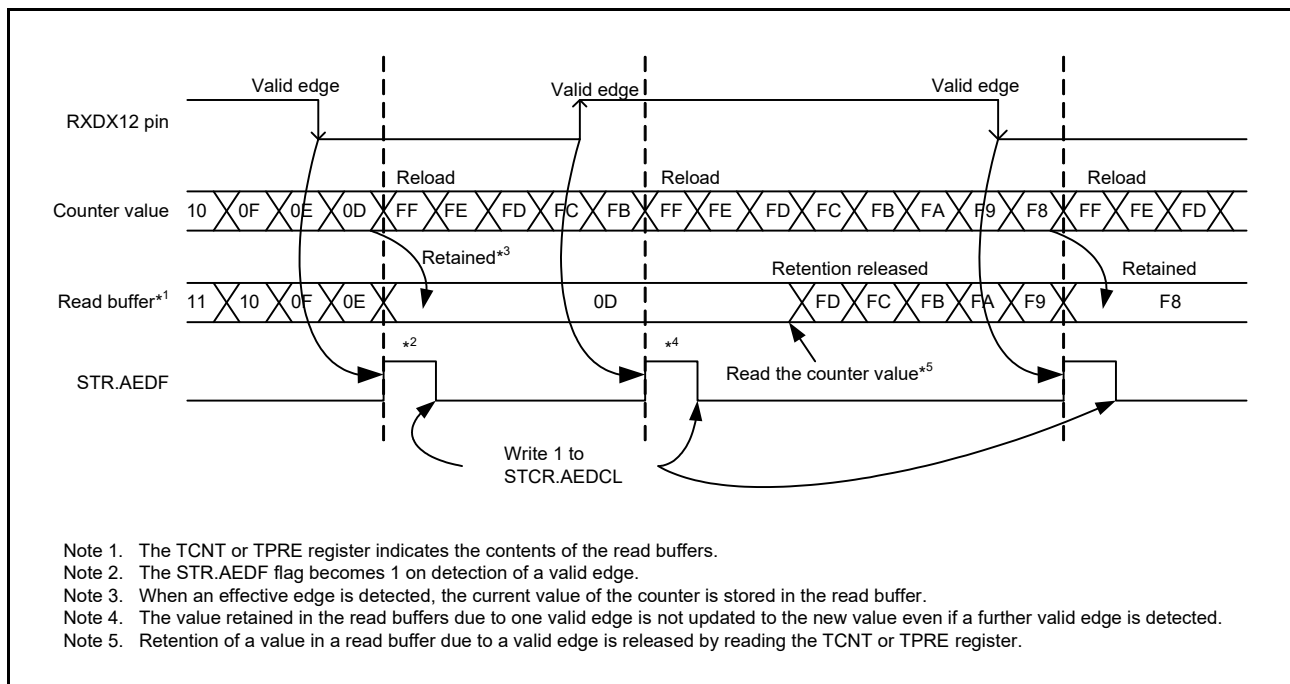 Valid edge Valid edge Valid edge
RXDX12 pin
Reload Reload Reload
Counter value 10 0F 0E 0D FF FE FD FC FB FF FE FD FC FB FA F9 F8 FF FE FD
Retained*3 Retention released Retained
Read buffer*1 11 10 0F 0E 0D FD FC FB FA F9 F8
*2 *4
STR.AEDF Read the counter value*5
Write 1 to
STCR.AEDCL
Note 1. The TCNT or TPRE register indicates the contents of the read buffers.
Note 2. The STR.AEDF flag becomes 1 on detection of a valid edge.
Note 3. When an effective edge is detected, the current value of the counter is stored in the read buffer.
Note 4. The value retained in the read buffers due to one valid edge is not updated to the new value even if a further valid edge is detected.
Note 5. Retention of a value in a read buffer due to a valid edge is released by reading the TCNT or TPRE register.